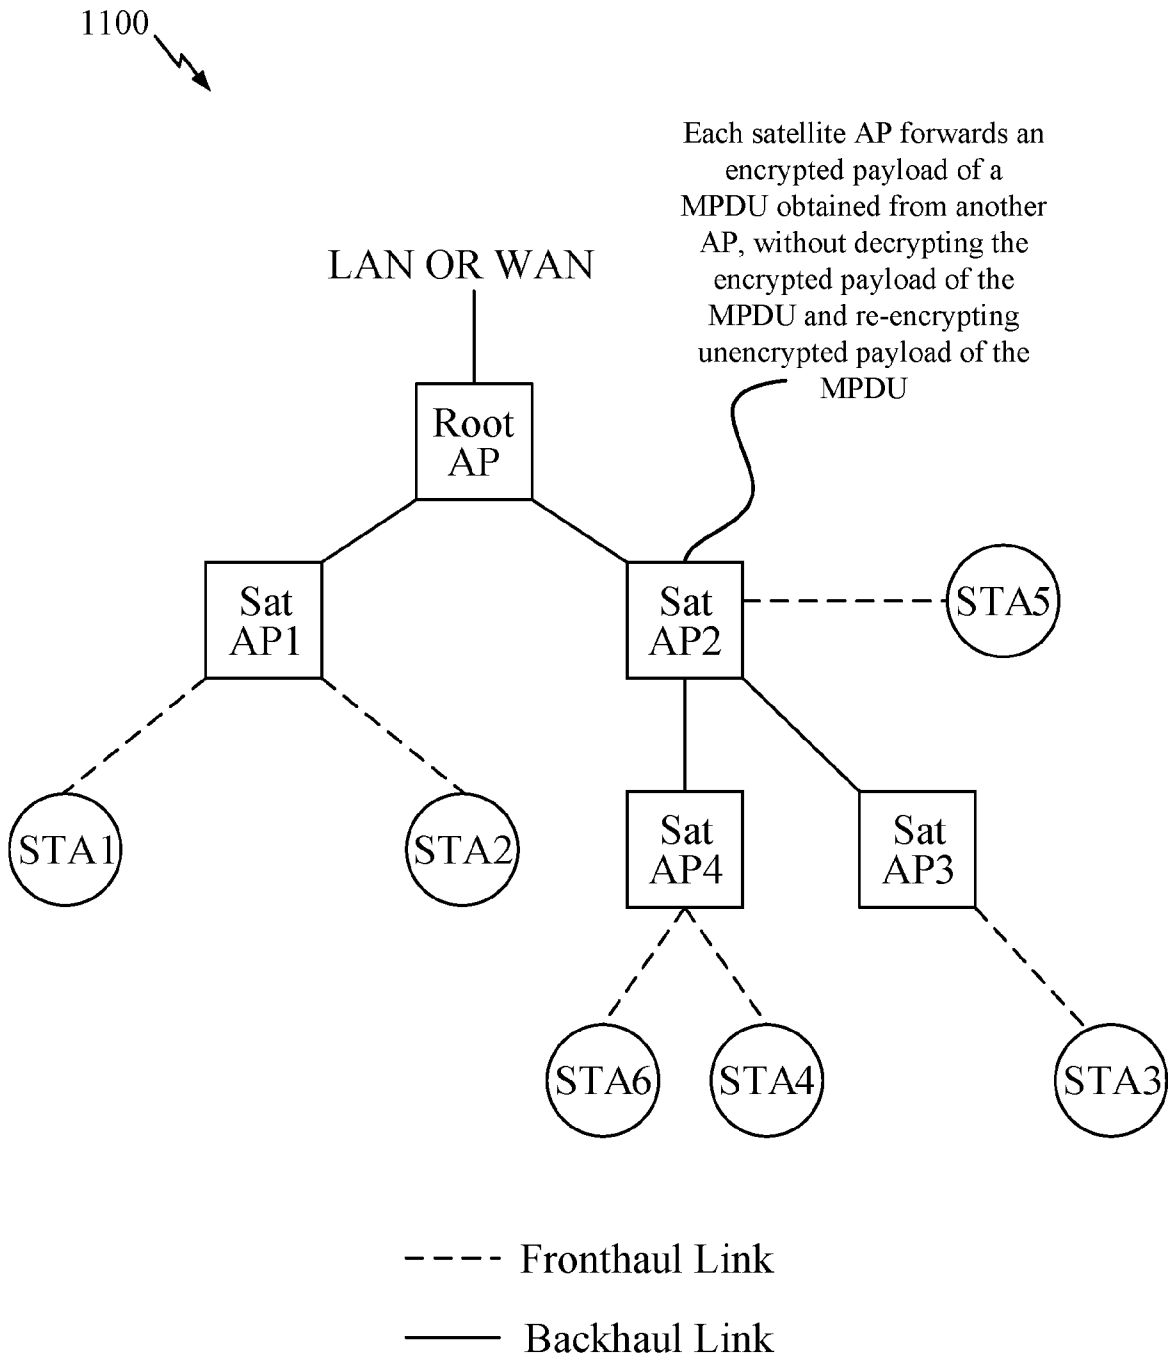 1100
Each satellite AP forwards an
encrypted payload of a
MPDU obtained from another
AP, without decrypting the
encrypted payload of the
MPDU and re-encrypting
unencrypted payload of the
MPDU
LAN OR WAN
Root
AP
Sat
AP1
Sat
AP2
STA5
STA1
STA2
Sat
AP4
Sat
AP3
STA6
STA4
STA3
Fronthaul Link
Backhaul Link